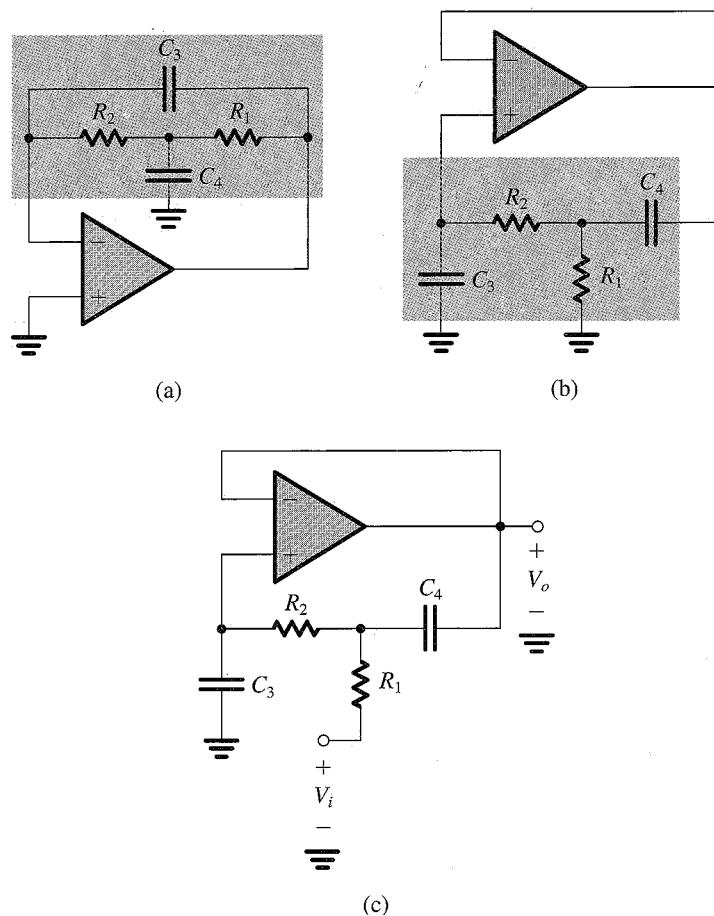 C3
R2
R1
C4
−
+
(a)
−
+
R2
C4
C3
R1
(b)
−
+
+
Vo
−
R2
C4
C3
R1
+
Vi
−
(c)